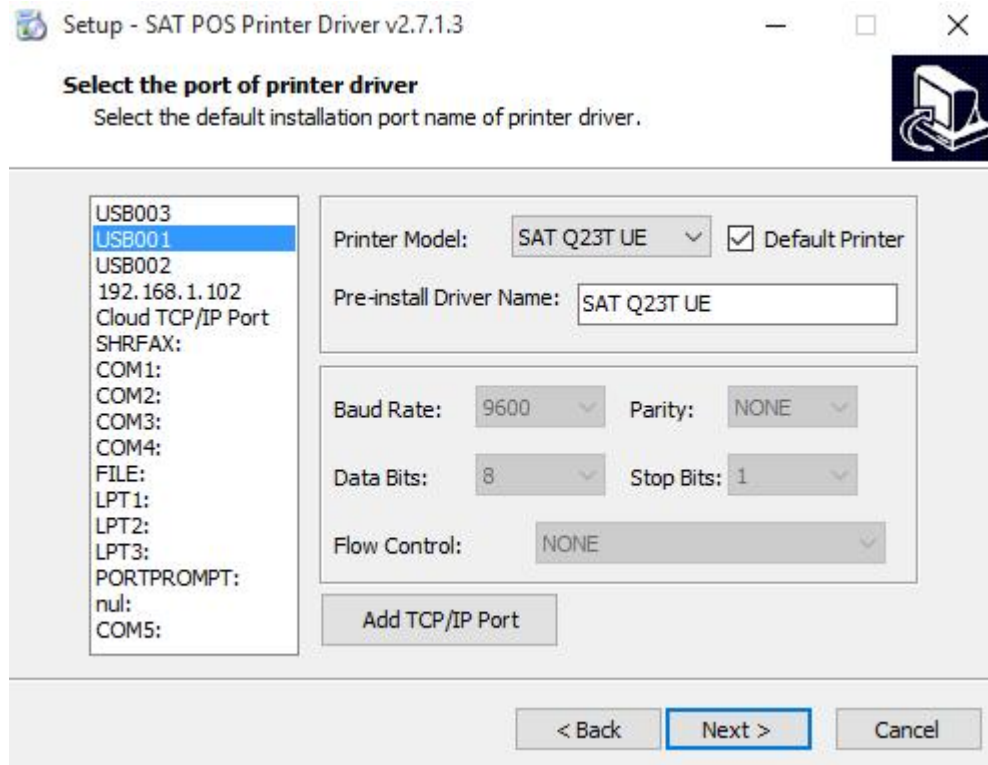 Setup - SAT POS Printer Driver v2.7.1.3
Select the port of printer driver
Select the default installation port name of printer driver.
USB003
USB001
USB002
192.168.1.102
Cloud TCP/IP Port
SHRFAX:
COM1:
COM2:
COM3:
COM4:
FILE:
LPT1:
LPT2:
LPT3:
PORTPROMPT:
nul:
COM5:
Printer Model: SAT Q23T UE Default Printer
Pre-install Driver Name: SAT Q23T UE
Baud Rate: 9600 Parity: NONE
Data Bits: 8 Stop Bits: 1
Flow Control: NONE
Add TCP/IP Port
< Back Next > Cancel